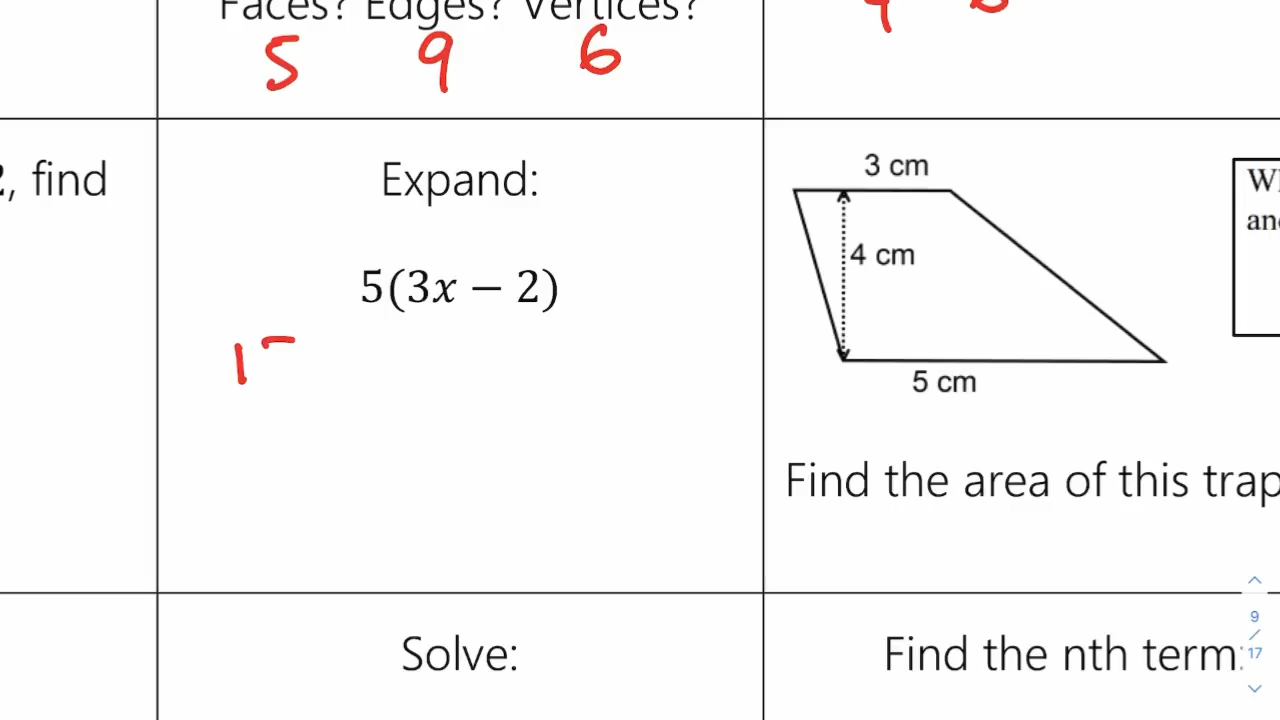 Faces? Edges? Vertices?
5 9 6
2, find
Expand:
5(3x − 2)
3 cm
4 cm
5 cm
Find the area of this trap
Solve:
Find the nth term:
9
/
17